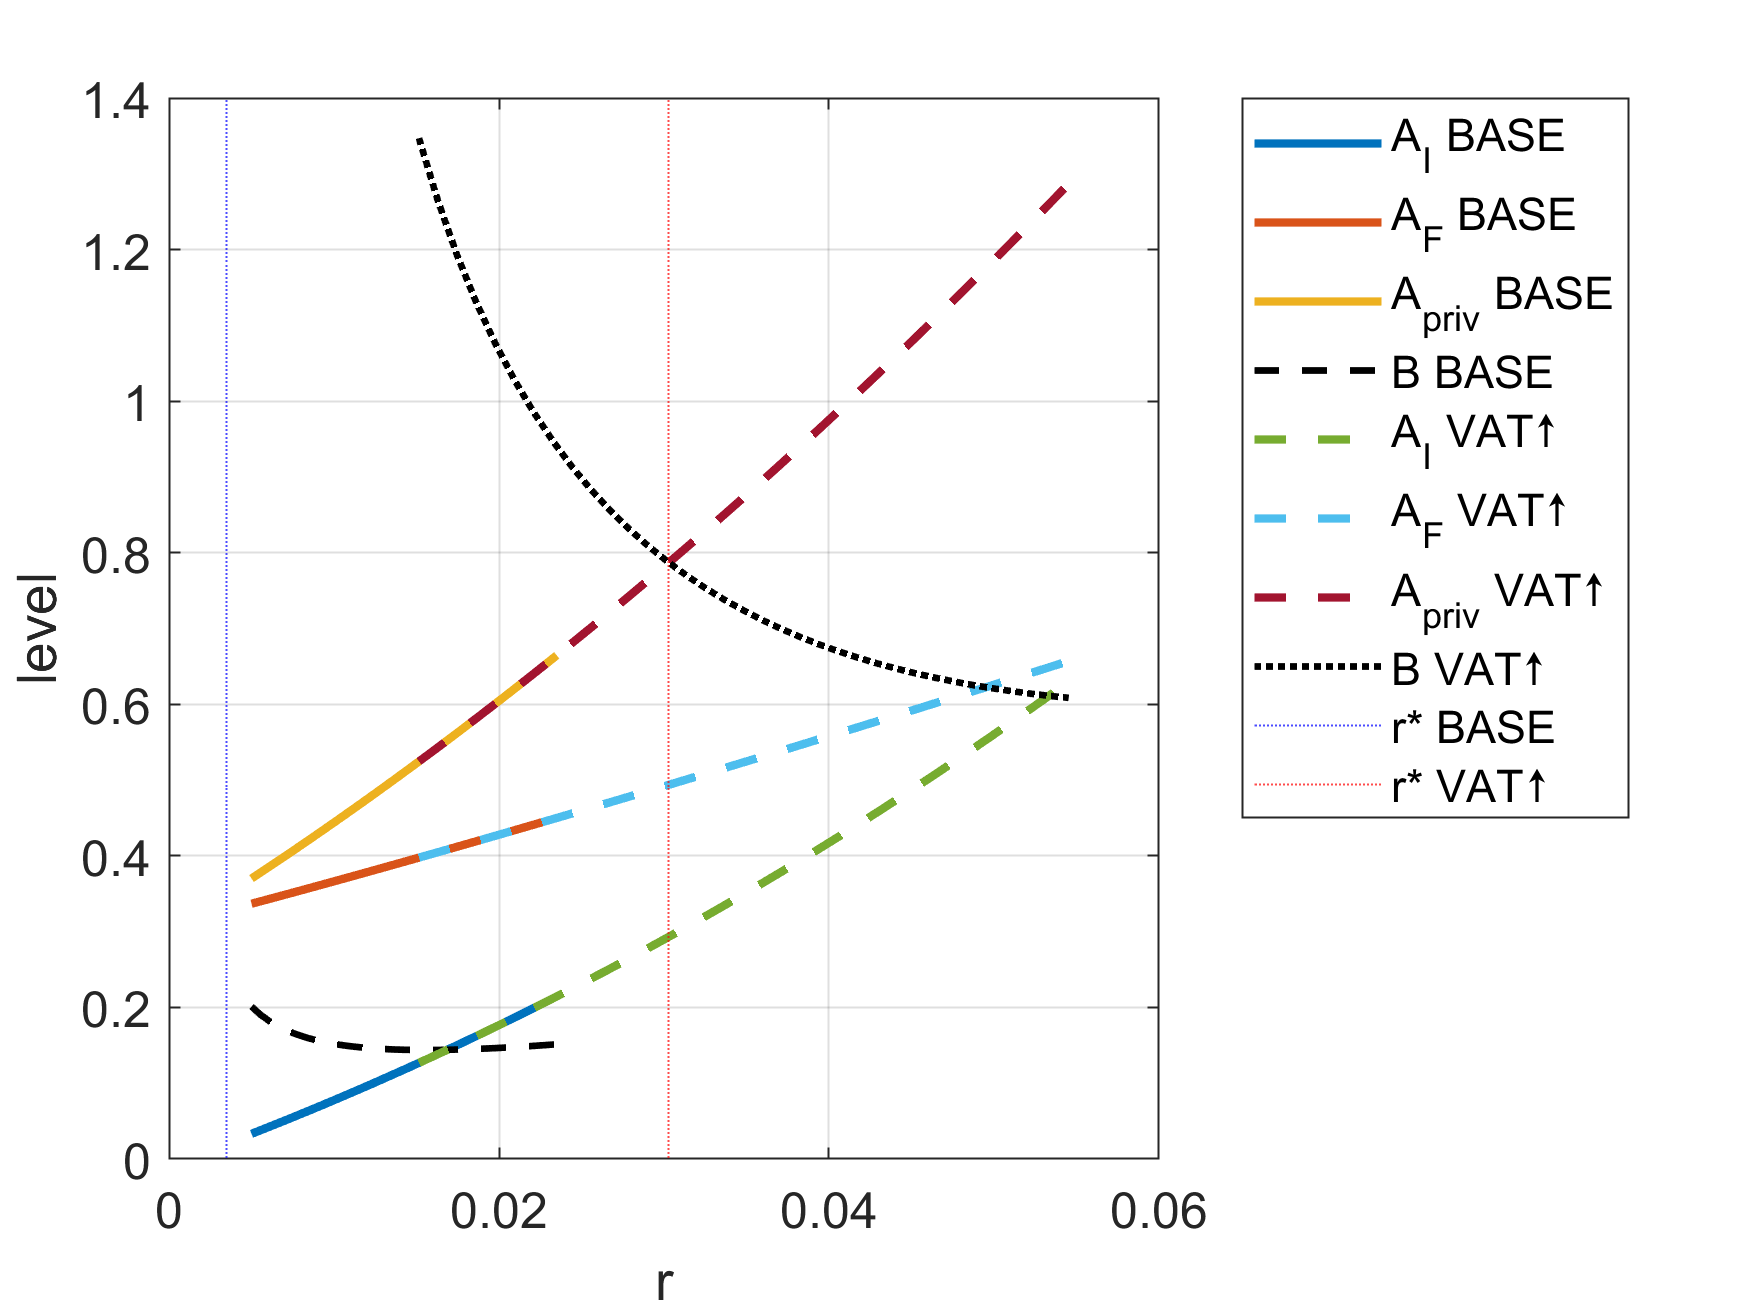 1.4
1.2
1
0.8
0.6
0.4
0.2
0
0
0.02
0.04
0.06
level
r
A_I BASE
A_F BASE
A_priv BASE
B BASE
A_I VAT↑
A_F VAT↑
A_priv VAT↑
B VAT↑
r* BASE
r* VAT↑